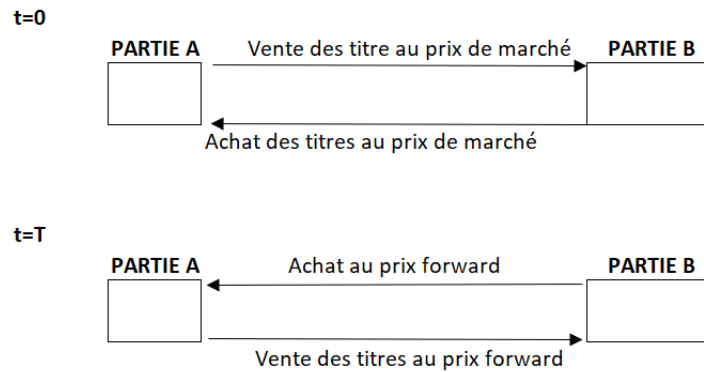 t=0
PARTIE A
Vente des titre au prix de marché
PARTIE B
Achat des titres au prix de marché
t=T
PARTIE A
Achat au prix forward
PARTIE B
Vente des titres au prix forward